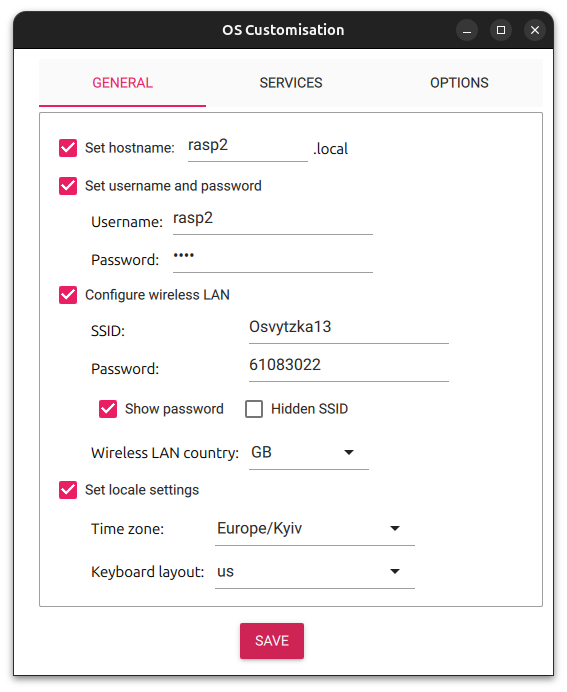 OS Customisation
GENERAL SERVICES OPTIONS
Set hostname: rasp2 .local
Set username and password
Username: rasp2
Password: ••••
Configure wireless LAN
SSID: Osvytzka13
Password: 61083022
Show password Hidden SSID
Wireless LAN country: GB
Set locale settings
Time zone: Europe/Kyiv
Keyboard layout: us
SAVE